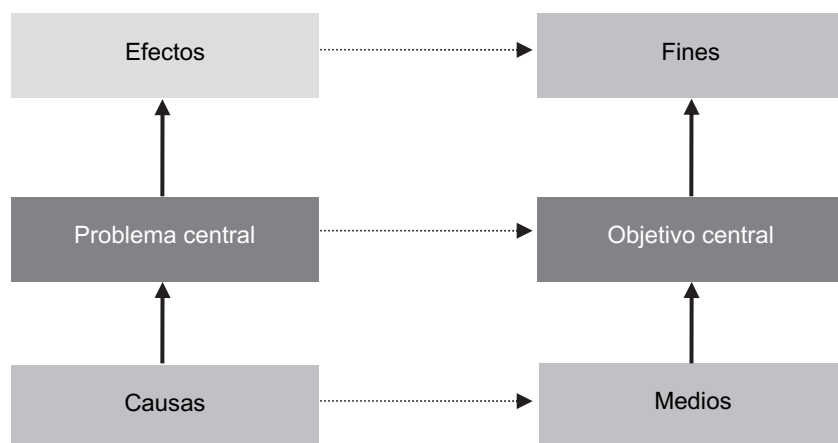 Efectos
Fines
Problema central
Objetivo central
Causas
Medios